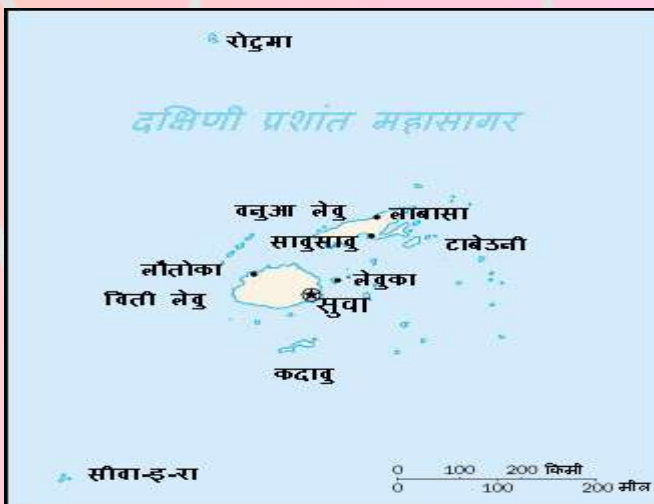 रोटुमा
दक्षिणी प्रशांत महासागर
वनुआ लेवु
लाबासा
सावुसावु
टाबेउनी
लौतोका
लेवुका
विती लेवु
सुवा
कदावु
सीवा-इ-रा
0 100 200 किमी
0 100 200 मील